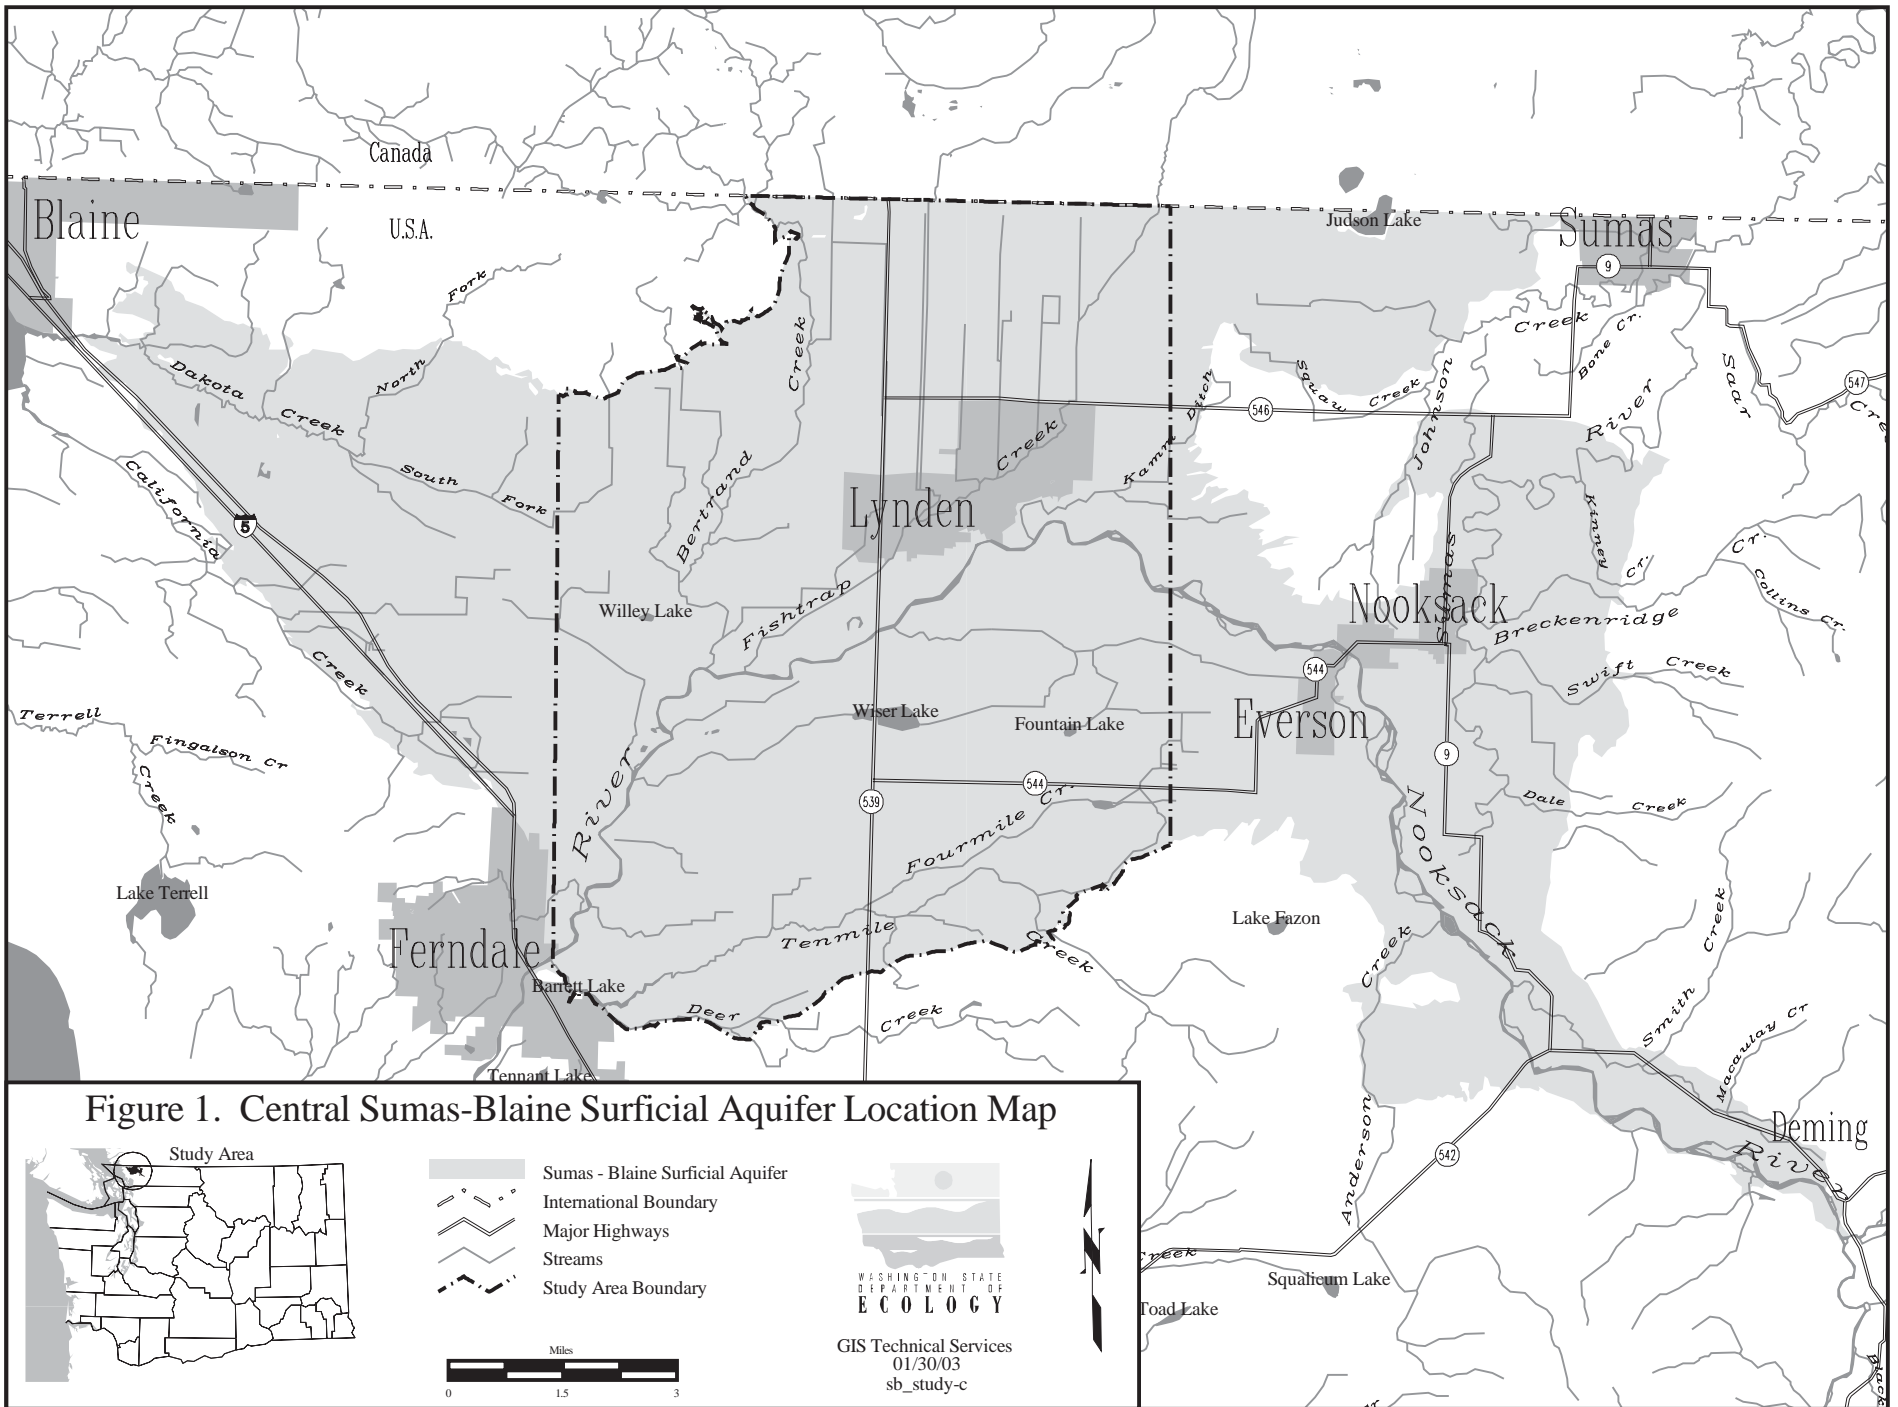 Canada
U.S.A.
Blaine
Judson Lake
Sumas
9
Fork
North
Dakota
Creek
South
Fork
Creek
Bertrand
Creek
Kamm Ditch
546
Squaw
Creek
Johnson
Creek
Bone Cr.
River
Saar
547
Cre
California
5
Lynden
Kinney
Cr.
Cr.
Collins Cr.
Sumas
Nooksack
Breckenridge
Willey Lake
Fishtrap
Creek
544
Swift Creek
Terrell
Fingalson Cr
Creek
Wiser Lake
Fountain Lake
Everson
9
River
539
544
Fourmile Cr.
Dale Creek
Nooksack
Lake Terrell
Lake Fazon
Creek
Creek
Ferndale
Tenmile
Creek
Barrett Lake
Deer
Creek
Smith
Macaulay Cr
Tennant Lake
Anderson
542
Deming
River
Creek
Squalicum Lake
Toad Lake
Black
Cr
Figure 1. Central Sumas-Blaine Surficial Aquifer Location Map
Study Area
Sumas - Blaine Surficial Aquifer
International Boundary
Major Highways
Streams
Study Area Boundary
Miles
0 1.5 3
WASHINGTON STATE
DEPARTMENT OF
ECOLOGY
GIS Technical Services
01/30/03
sb_study-c
N